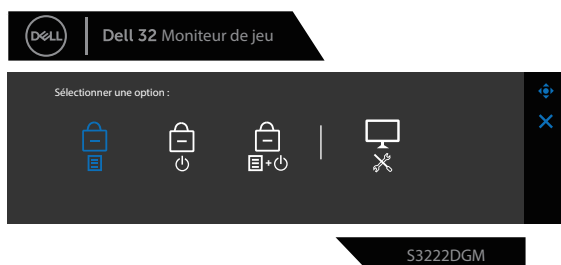 DELL
Dell 32 Moniteur de jeu
Sélectionner une option :
S3222DGM